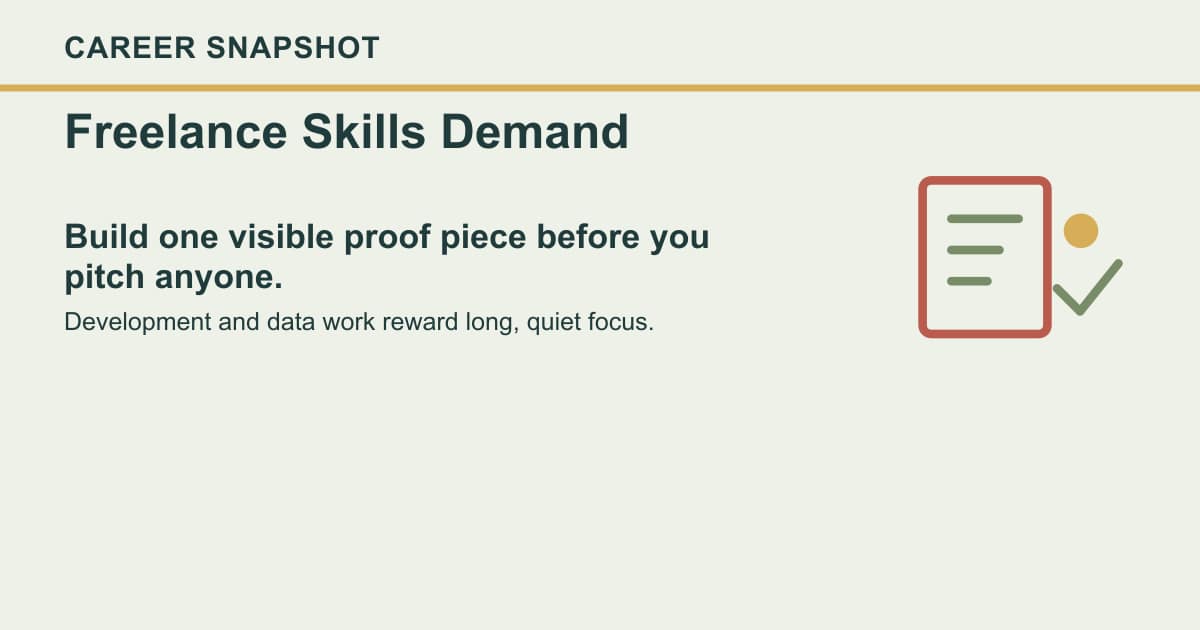 CAREER SNAPSHOT
Freelance Skills Demand
Build one visible proof piece before you
pitch anyone.
Development and data work reward long, quiet focus.